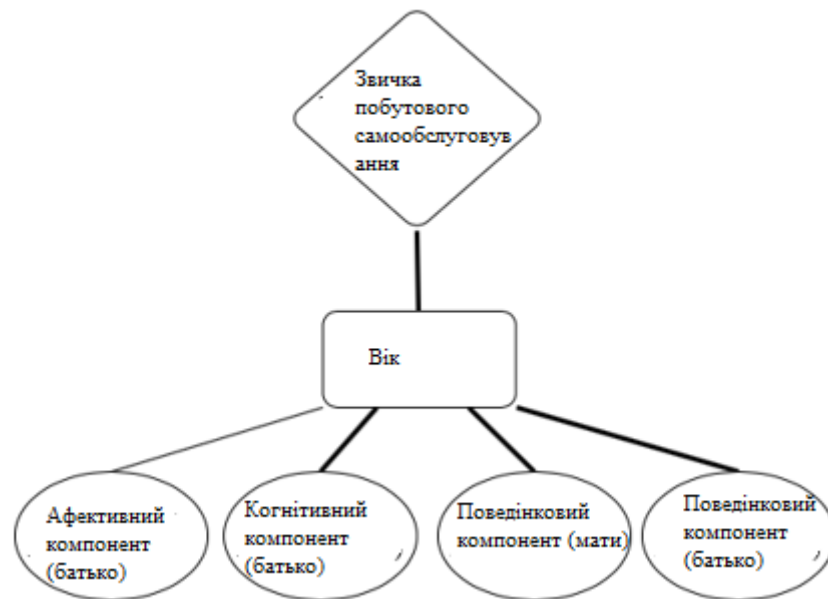 Звичка
побутового
самообслуговув
ання
Вік
Афективний
компонент
(батько)
Когнітивний
компонент
(батько)
Поведінковий
компонент (мати)
Поведінковий
компонент
(батько)